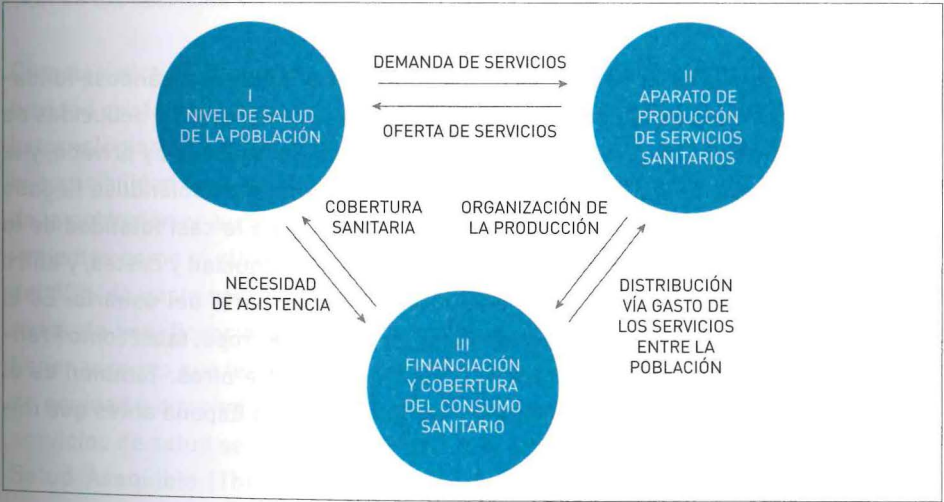 DEMANDA DE SERVICIOS
OFERTA DE SERVICIOS
I
NIVEL DE SALUD
DE LA POBLACIÓN
II
APARATO DE
PRODUCCÓN
DE SERVICIOS
SANITARIOS
COBERTURA
SANITARIA
ORGANIZACIÓN DE
LA PRODUCCIÓN
NECESIDAD
DE ASISTENCIA
DISTRIBUCIÓN
VÍA GASTO DE
LOS SERVICIOS
ENTRE LA
POBLACIÓN
III
FINANCIACIÓN
Y COBERTURA
DEL CONSUMO
SANITARIO